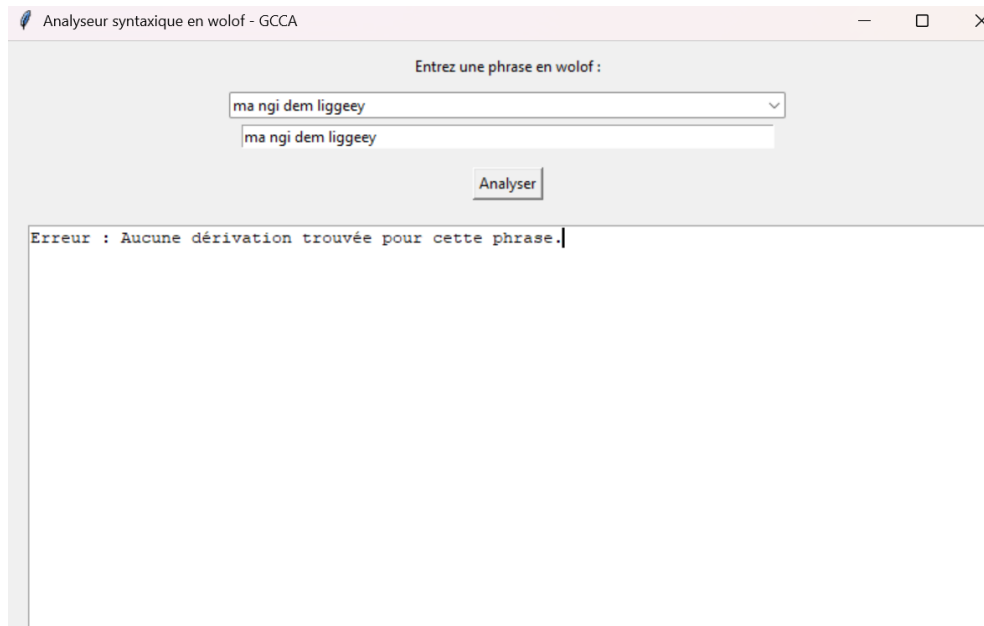 Analyseur syntaxique en wolof - GCCA
Entrez une phrase en wolof :
ma ngi dem liggeey
ma ngi dem liggeey
Analyser
Erreur : Aucune dérivation trouvée pour cette phrase.